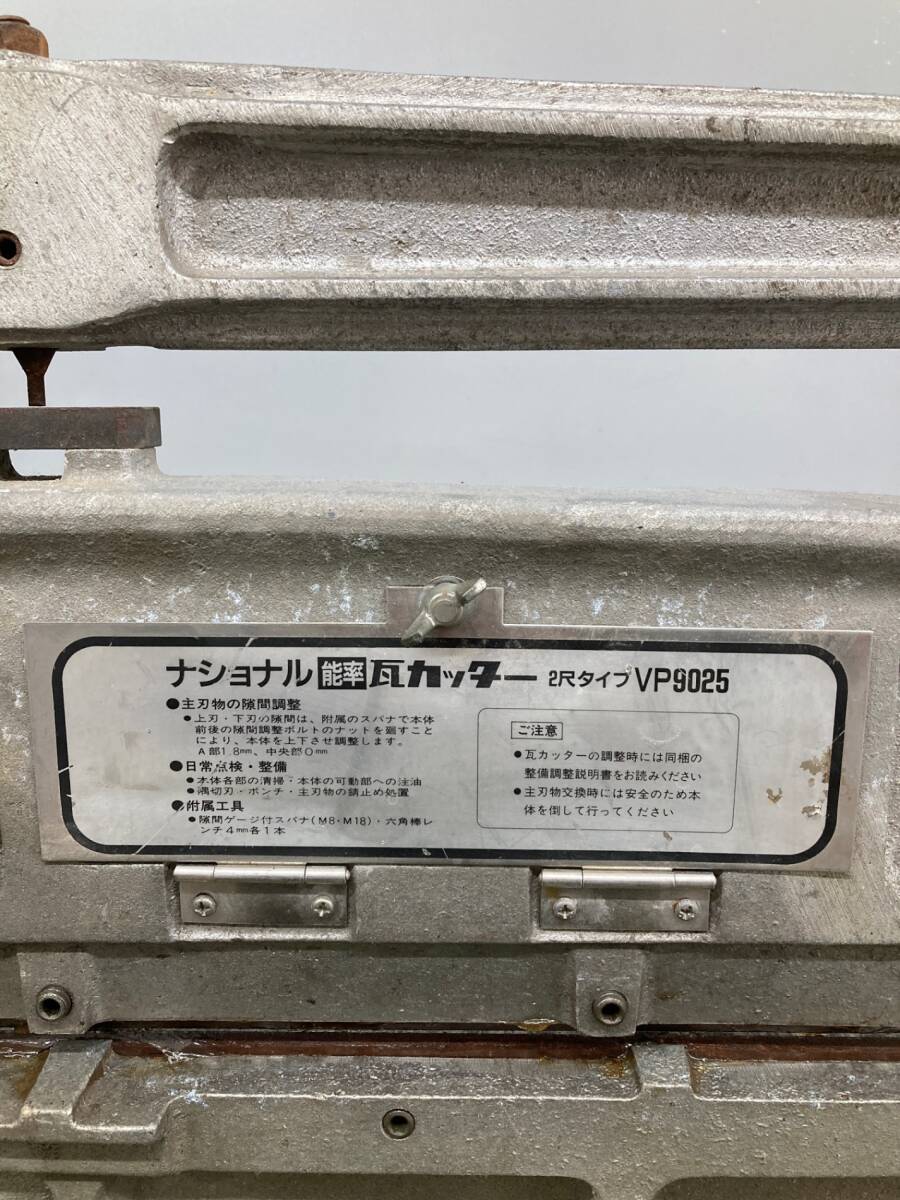 ナショナル 能率 瓦カッター 2尺タイプ VP9025
●主刃物の隙間調整
●上刃・下刃の隙間は、附属のスパナで本体
前後の隙間調整ボルトのナットを廻すこと
により、本体を上下させ調整します。
A部1.8mm、中央部0mm
●日常点検・整備
●本体各部の清掃・本体の可動部への注油
●隅切刃・ポンチ・主刃物の錆止め処置
●附属工具
●隙間ゲージ付スパナ(M8・M18)・六角棒レ
ンチ4mm各1本
ご注意
●瓦カッターの調整時には同梱の
整備調整説明書をお読みください
●主刃物交換時には安全のため本
体を倒して行ってください